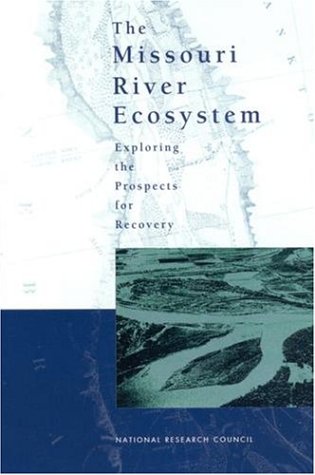 The
Missouri
River
Ecosystem
Exploring
the
Prospects
for
Recovery
NATIONAL RESEARCH COUNCIL